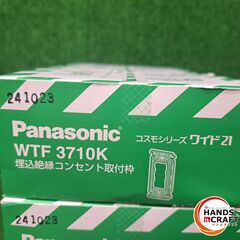 241023
Panasonic
コスモシリーズ ワイド21
WTF 3710K
埋込絶縁コンセント取付枠
241023
HANDS
CRAFT